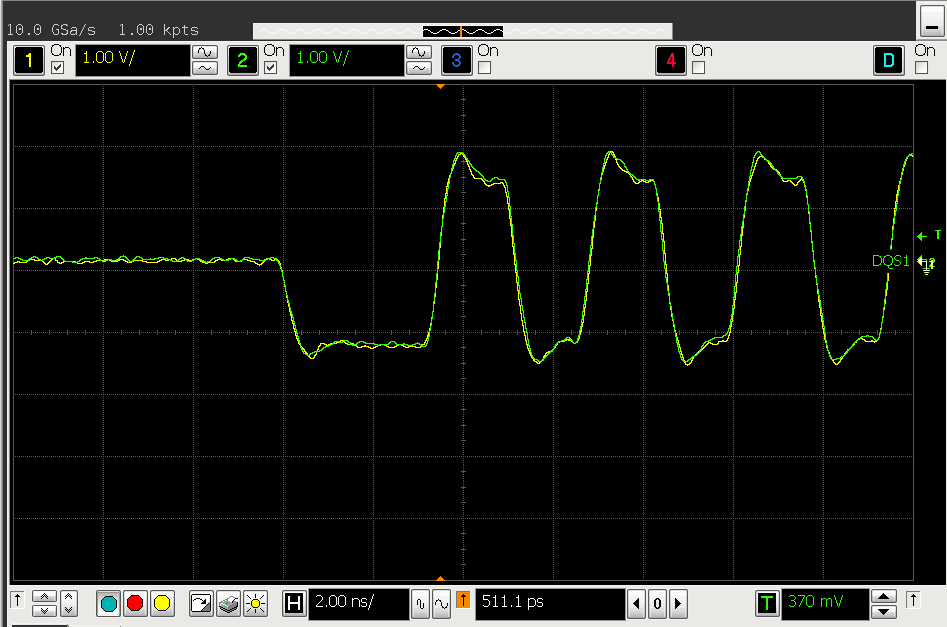 10.0 GSa/s 1.00 kpts
On On On On On
1 1.00 V/ 2 1.00 V/ 3 4 D
T
DQS1
H 2.00 ns/ 511.1 ps 0 T 370 mV